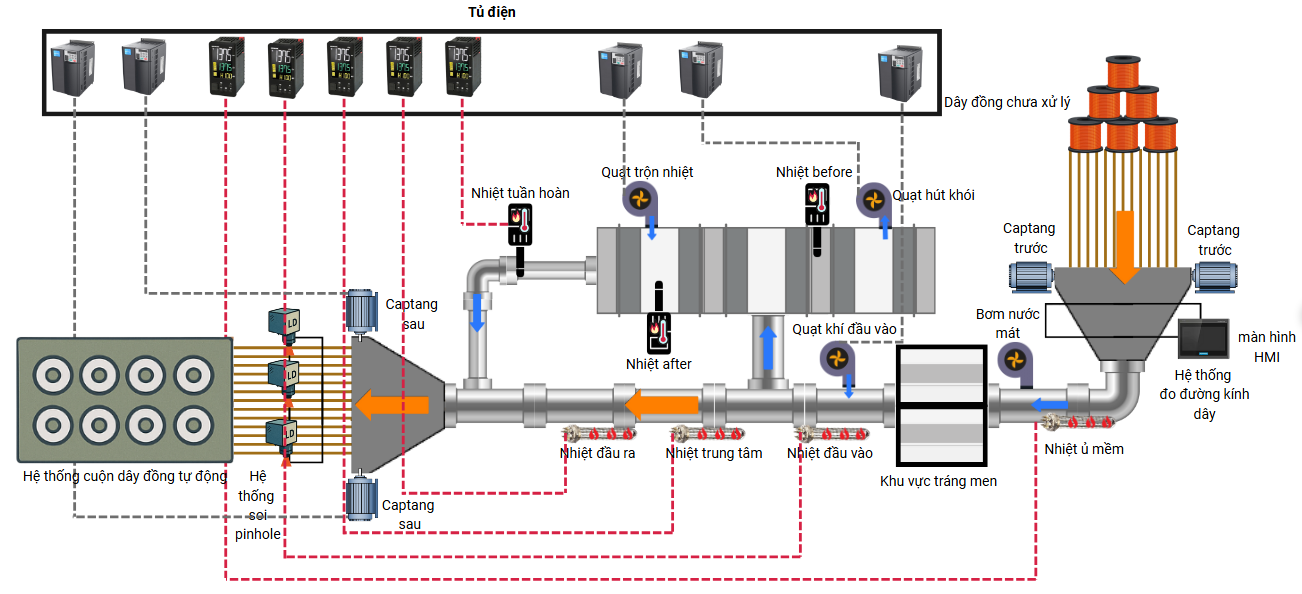 Tủ điện
Dây đồng chưa xử lý
Quạt trộn nhiệt
Nhiệt before
Nhiệt tuần hoàn
Quạt hút khói
Captang
trước
Captang
trước
Captang
sau
Bơm nước
mát
Quạt khí đầu vào
màn hình
HMI
Nhiệt after
Hệ thống
đo đường kính
dây
LD
LD
LD
Nhiệt đầu ra
Nhiệt trung tâm
Nhiệt đầu vào
Nhiệt ủ mềm
Khu vực tráng men
Hệ thống cuộn dây đồng tự động
Hệ
thống
soi
pinhole
Captang
sau